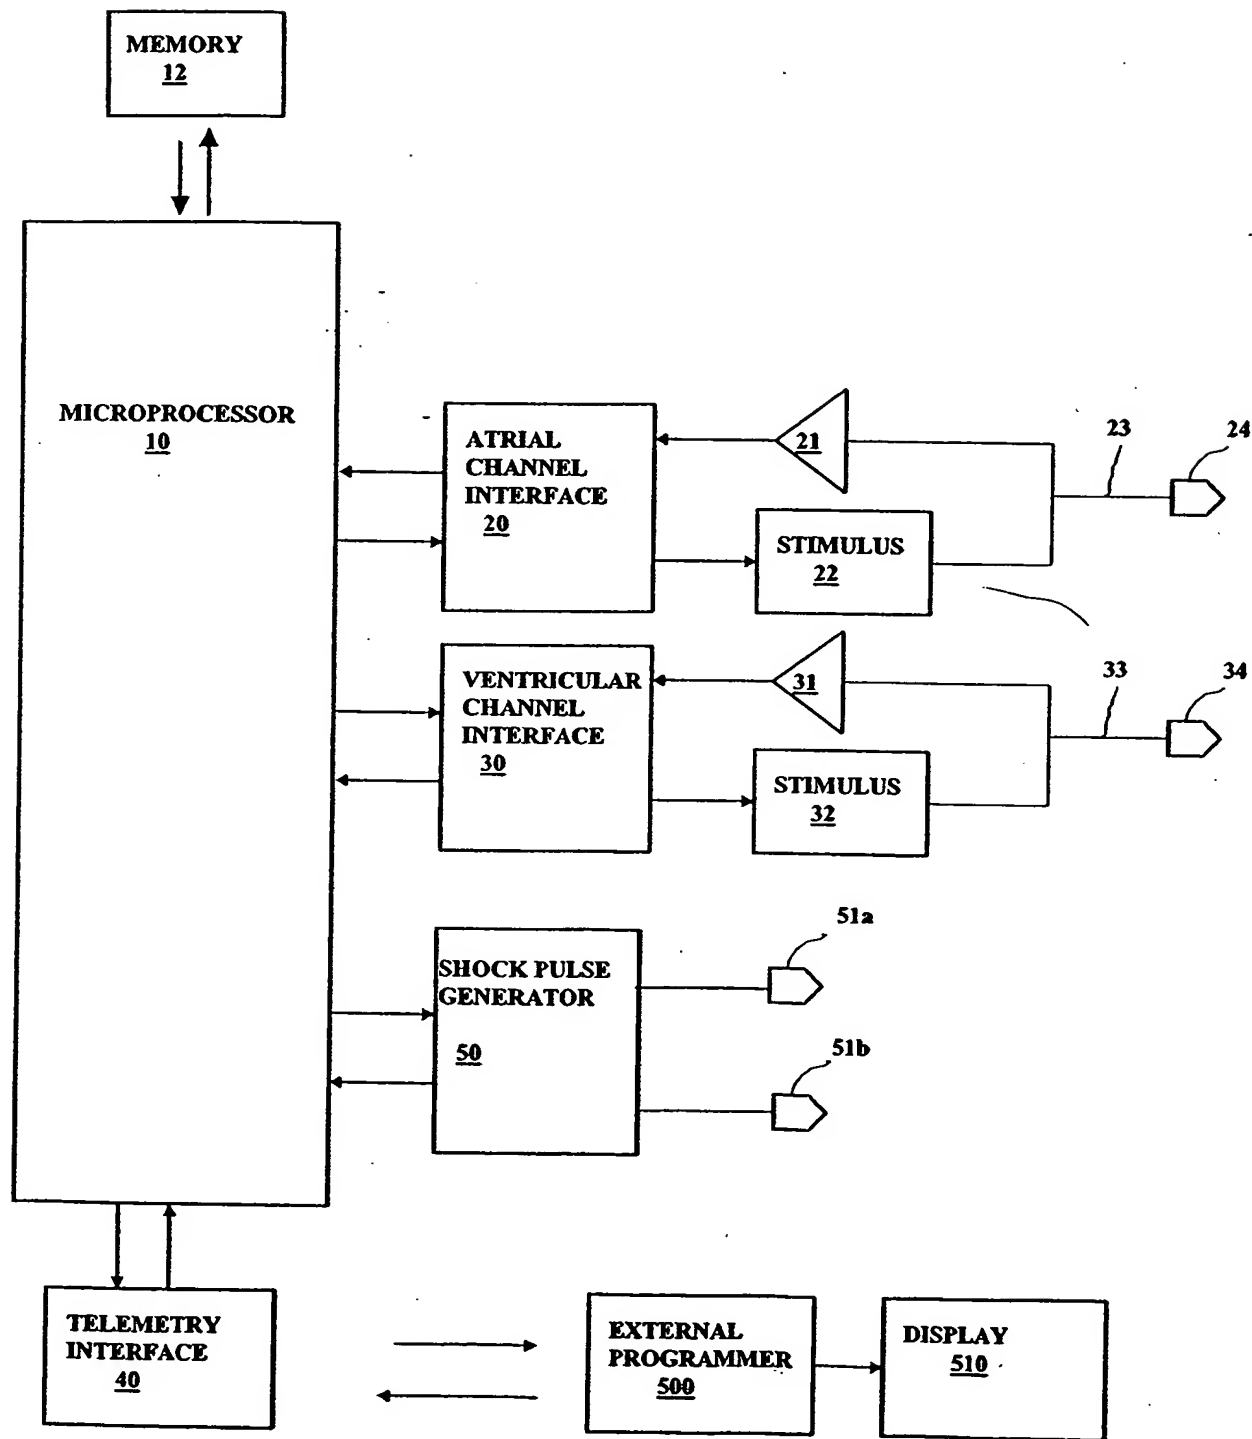 MEMORY
12
MICROPROCESSOR
10
ATRIAL
CHANNEL
INTERFACE
20
21
STIMULUS
22
23
24
VENTRICULAR
CHANNEL
INTERFACE
30
31
STIMULUS
32
33
34
SHOCK PULSE
GENERATOR
50
51a
51b
TELEMETRY
INTERFACE
40
EXTERNAL
PROGRAMMER
500
DISPLAY
510